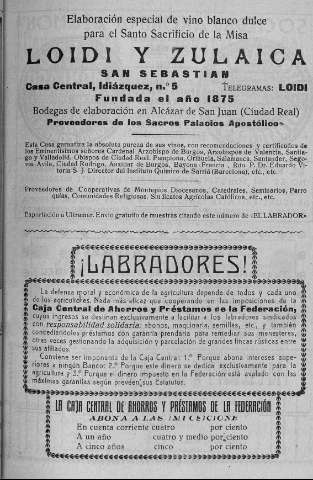 Elaboración especial de vino blanco dulce
para el Santo Sacrificio de la Misa
LOIDI Y ZULAICA
SAN SEBASTIAN
Casa Central, Idiázquez, n.º 5 TELEGRAMAS: LOIDI
Fundada el año 1875
Bodegas de elaboración en Alcázar de San Juan (Ciudad Real)
Proveedores de los Sacros Palacios Apostólicos
Esta Casa garantiza la absoluta pureza de sus vinos, con recomendaciones y certificados de
los Eminentísimos señores Cardenal Arzobispo de Burgos, Arzobispos de Valencia, Santia-
go y Valladolid, Obispos de Ciudad Real, Pamplona, Orihuela, Salamanca, Santander, Sego-
via, Avila, Ciudad Rodrigo, Auxiliar de Burgos, Bayona (Francia), Rdo. P. Dr. Eduardo Vi-
toria S. J. Director del Instituto Químico de Sarriá (Barcelona), etc., etc.
Proveedores de Cooperativas de Montepíos Diocesanos, Catedrales, Seminarios, Parro
quias, Comunidades Religiosas, Sindicatos Agrícolas Católicos, etc., etc.
Exportación a Ultramar. Envío gratuito de muestras citando este número de «EL LABRADOR»
¡LABRADORES!
La defensa moral y económica de la agricultura depende de todos y cada uno
de los agricultores. Nada más eficaz que cooperando en las imposiciones de la
Caja Central de Ahorros y Préstamos de la Federación,
cuyos ingresos se destinan exclusivamente a facilitar a los labradores sindicados
con responsabilidad solidaria: abonos, maquinaria, semillas, etc., y también
concediéndoles préstamos con garantía prendaria para remediar sus menesteres,
otras veces gestionando la adquisición y parcelación de grandes fincas rústicas entre
sus afiliados.
Conviene ser imponente de la Caja Central: 1.º Porque abona intereses supe-
riores a ningún Banco: 2.º Porque este dinero se dedica exclusivamente para la
agricultura y 3.º Porque el dinero impuesto en la Federación está avalado con las
máximas garantías según previenen sus Estatutos.
LA CAJA CENTRAL DE AHORROS Y PRÉSTAMOS DE LA FEDERACIÓN
ABONA A LAS IMPOSICIONES
En cuenta corriente cuatro por ciento
A un año cuatro y medio por ciento
A cinco años cinco por ciento